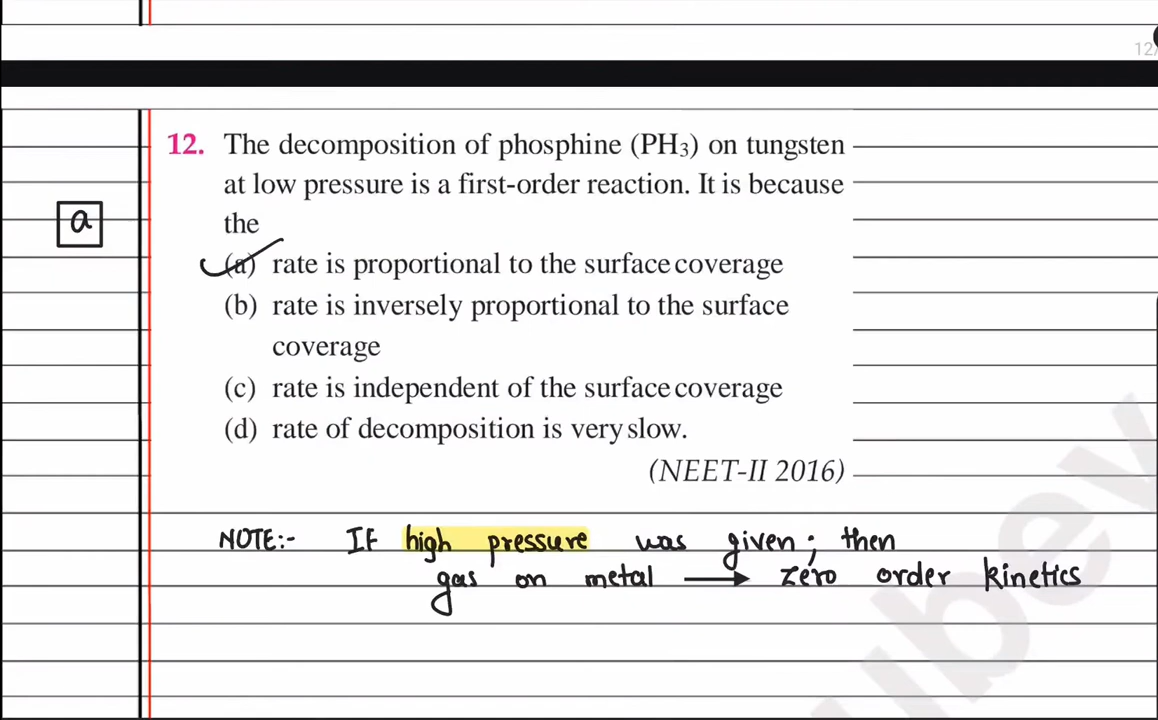 12/
12. The decomposition of phosphine (PH₃) on tungsten
at low pressure is a first-order reaction. It is because
the
a
(a) rate is proportional to the surface coverage
(b) rate is inversely proportional to the surface
coverage
(c) rate is independent of the surface coverage
(d) rate of decomposition is very slow.
(NEET-II 2016)
NOTE:- IF high pressure was given; then
gas on metal → zero order kinetics